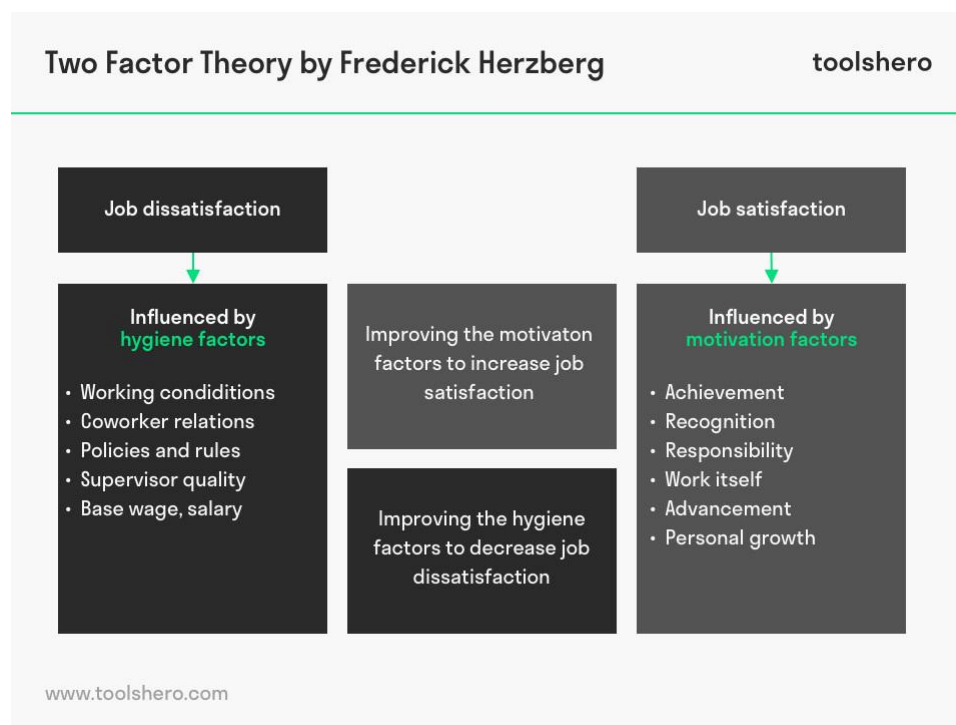 Two Factor Theory by Frederick Herzberg
toolshero
Job dissatisfaction
Influenced by
hygiene factors
• Working condiditions
• Coworker relations
• Policies and rules
• Supervisor quality
• Base wage, salary
Improving the motivaton
factors to increase job
satisfaction
Improving the hygiene
factors to decrease job
dissatisfaction
Job satisfaction
Influenced by
motivation factors
• Achievement
• Recognition
• Responsibility
• Work itself
• Advancement
• Personal growth
www.toolshero.com